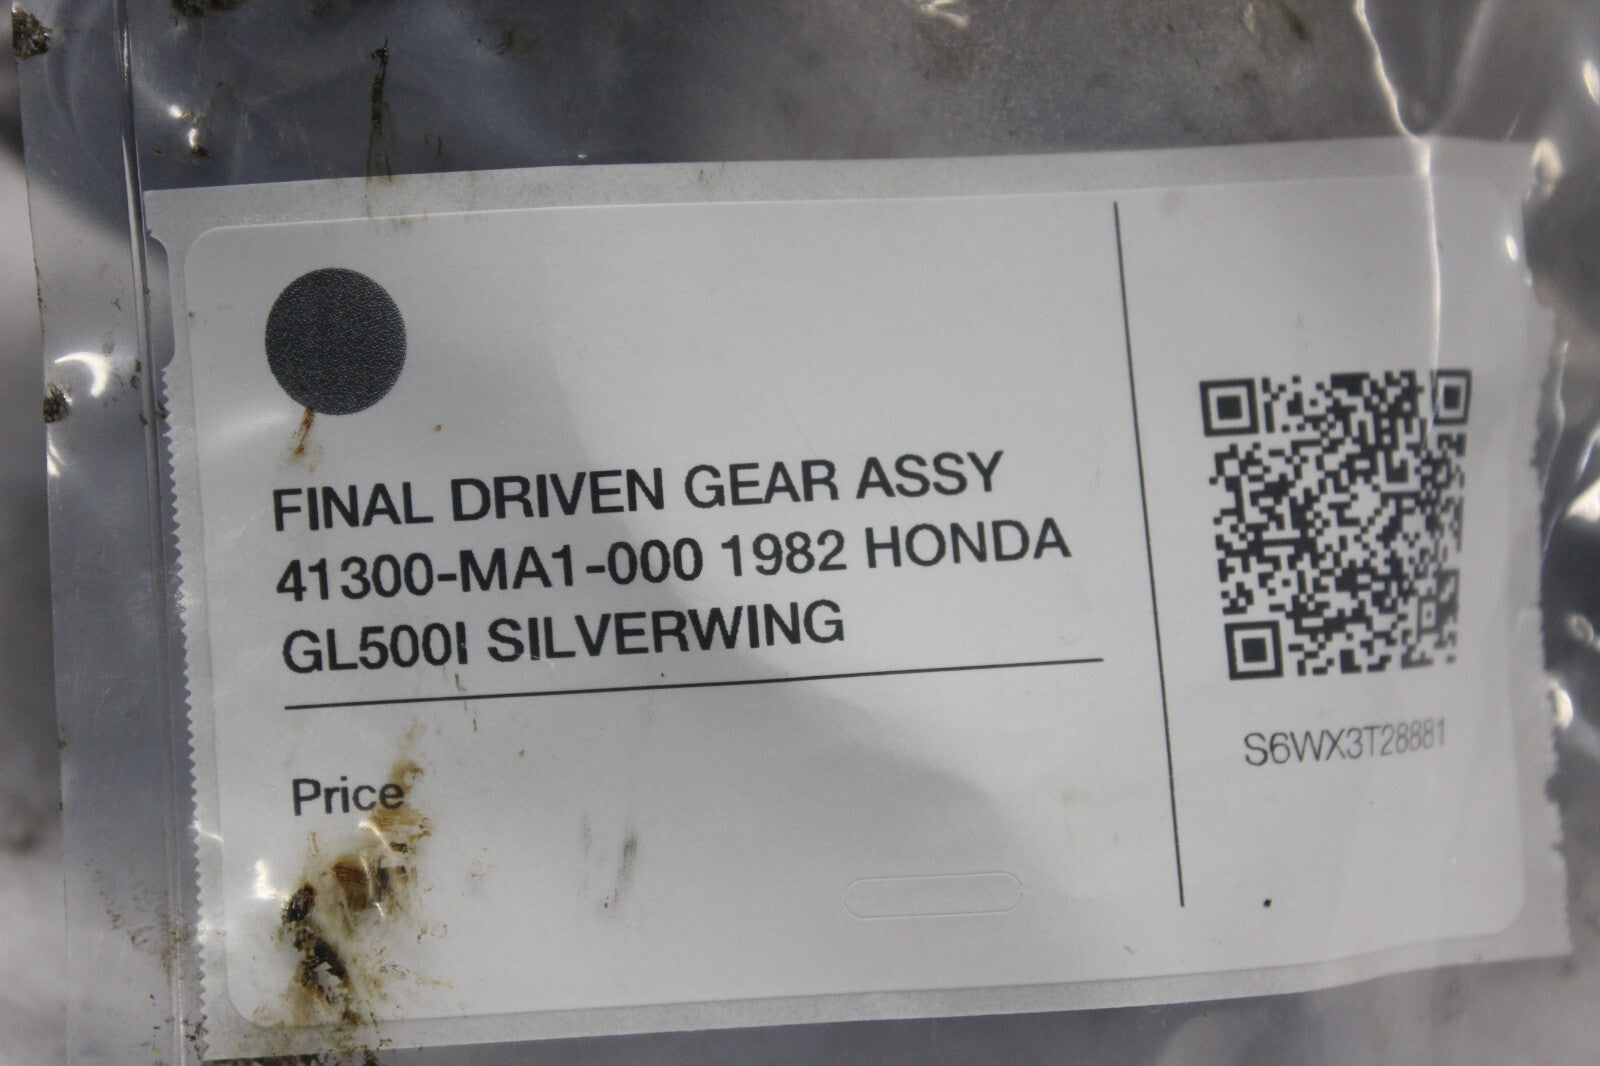 FINAL DRIVEN GEAR ASSY
41300-MA1-000 1982 HONDA
GL500I SILVERWING
Price
S6WX3T28881